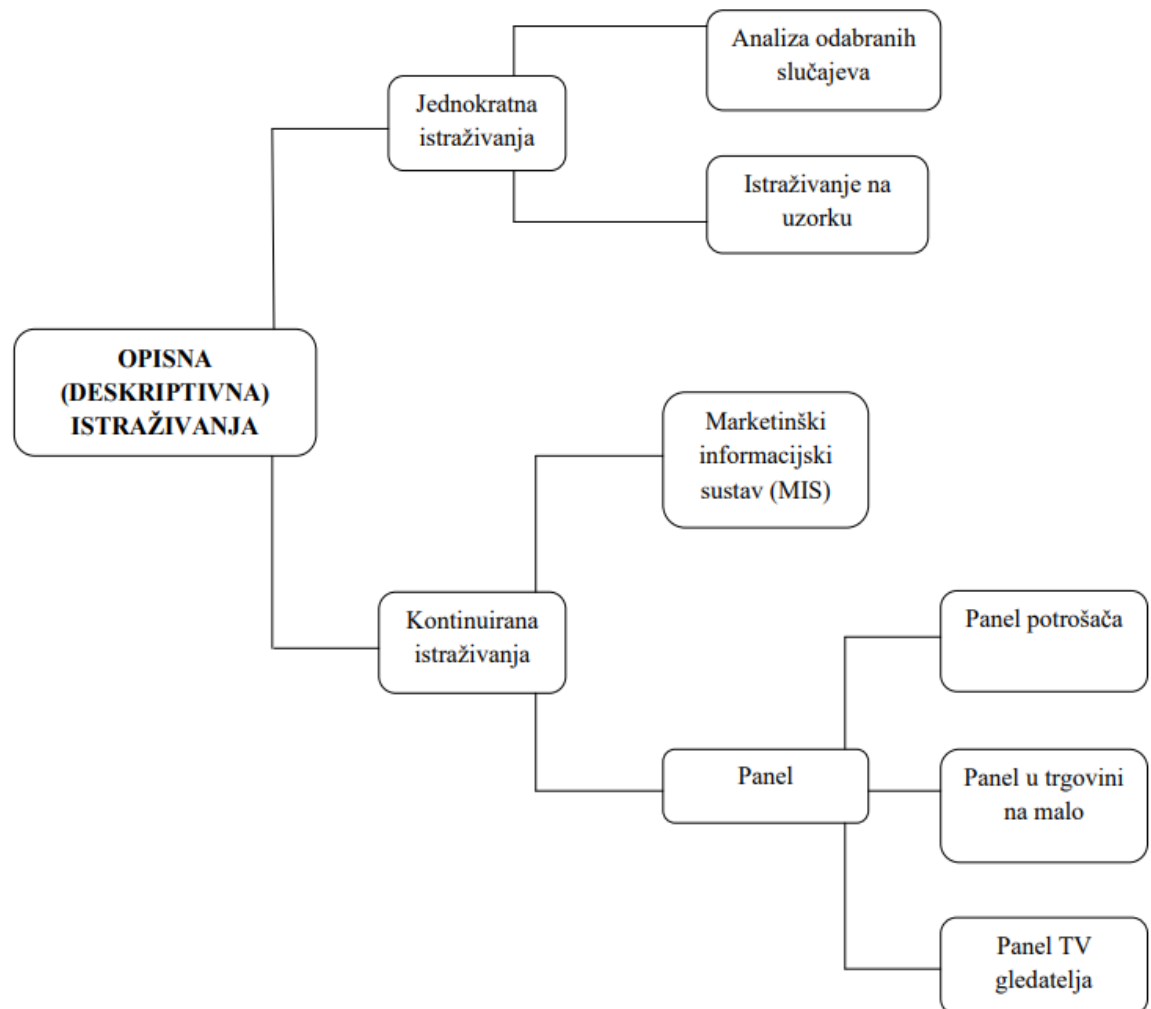 Analiza odabranih
slučajeva
Jednokratna
istraživanja
Istraživanje na
uzorku
OPISNA
(DESKRIPTIVNA)
ISTRAŽIVANJA
Marketinški
informacijski
sustav (MIS)
Kontinuirana
istraživanja
Panel potrošača
Panel
Panel u trgovini
na malo
Panel TV
gledatelja